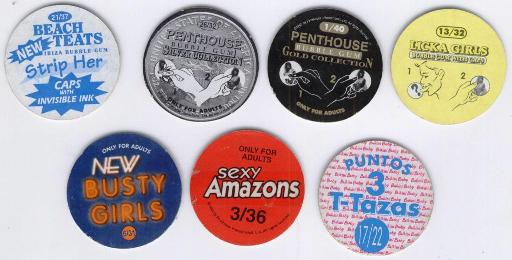 21/37
BEACH
TEATS
NEW
IBIZA BUBBLE GUM
Strip Her
CAPS
WITH
INVISIBLE INK
PENTHOUSE
BUBBLE GUM
SILVER COLLECTION
1
2
ONLY FOR ADULTS
1/40
PENTHOUSE
BUBBLE GUM
GOLD COLLECTION
1
2
ONLY FOR ADULTS
13/32
LICKA GIRLS
1
2
ONLY FOR ADULTS
NEW
BUSTY
GIRLS
ONLY FOR
ADULTS
sexy
Amazons
3/36
PUNTOS
3
T-Tazas
17/22